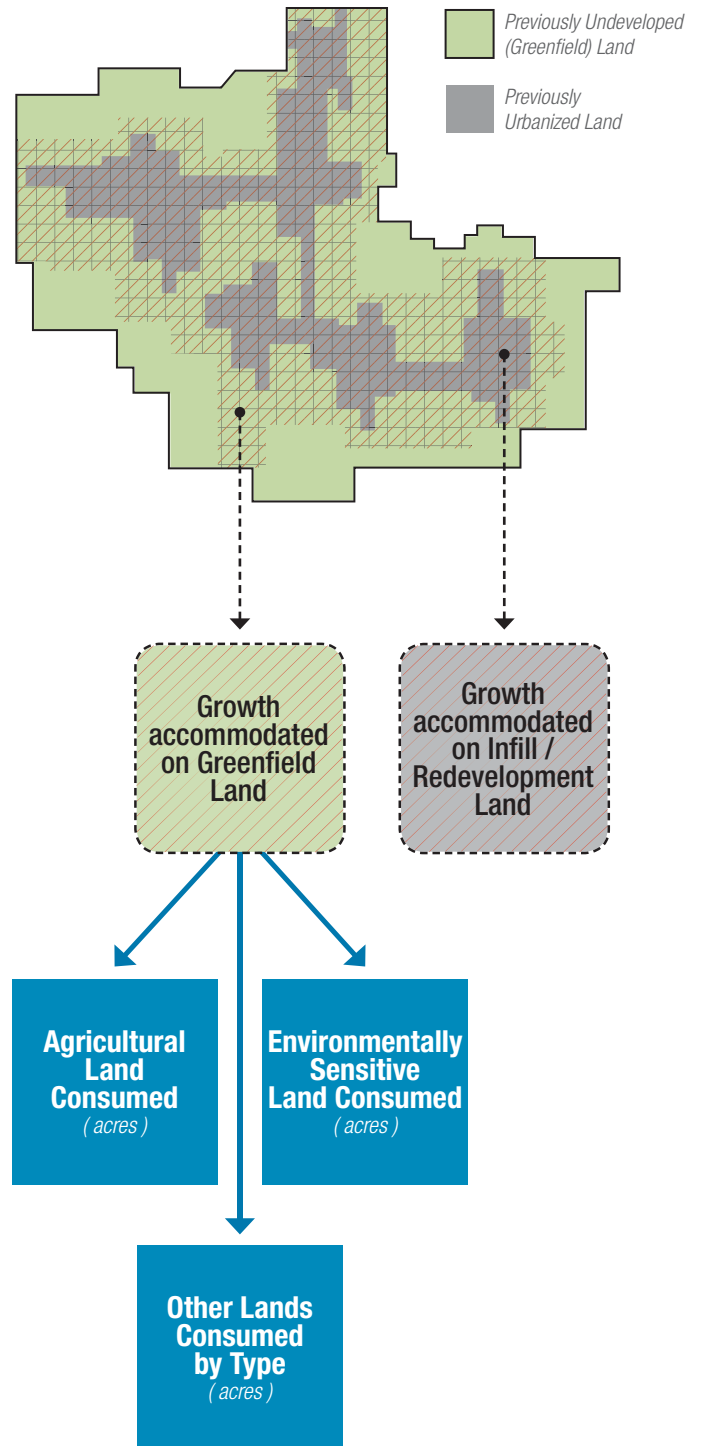 Previously Undeveloped
(Greenfield) Land
Previously
Urbanized Land
Growth
accommodated
on Greenfield
Land
Growth
accommodated
on Infill /
Redevelopment
Land
Agricultural
Land
Consumed
( acres )
Environmentally
Sensitive
Land Consumed
( acres )
Other Lands
Consumed
by Type
( acres )